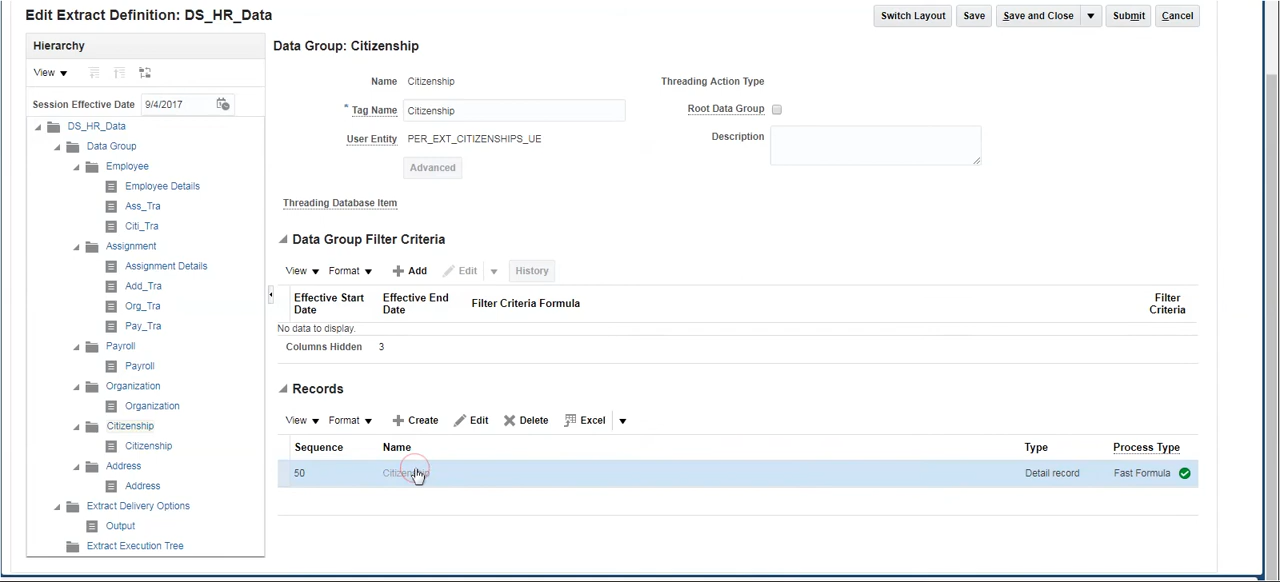 Edit Extract Definition: DS_HR_Data
Switch Layout Save Save and Close Submit Cancel
Hierarchy
View
Session Effective Date 9/4/2017
DS_HR_Data
Data Group
Employee
Employee Details
Ass_Tra
Citi_Tra
Assignment
Assignment Details
Add_Tra
Org_Tra
Pay_Tra
Payroll
Payroll
Organization
Organization
Citizenship
Citizenship
Address
Address
Extract Delivery Options
Output
Extract Execution Tree
Data Group: Citizenship
Name Citizenship
* Tag Name Citizenship
User Entity PER_EXT_CITIZENSHIPS_UE
Advanced
Threading Database Item
Threading Action Type
Root Data Group
Description
Data Group Filter Criteria
View Format Add Edit History
Effective Start Date Effective End Date Filter Criteria Formula Filter Criteria
No data to display.
Columns Hidden 3
Records
View Format Create Edit Delete Excel
Sequence Name Type Process Type
50 Detail record Fast Formula